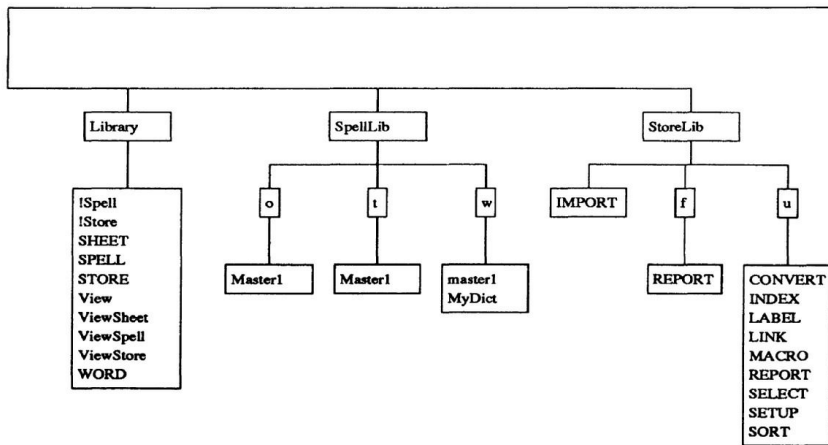 Library
SpellLib
StoreLib
!Spell
!Store
SHEET
SPELL
STORE
View
ViewSheet
ViewSpell
ViewStore
WORD
o
t
w
Master1
Master1
master1
MyDict
IMPORT
f
u
REPORT
CONVERT
INDEX
LABEL
LINK
MACRO
REPORT
SELECT
SETUP
SORT